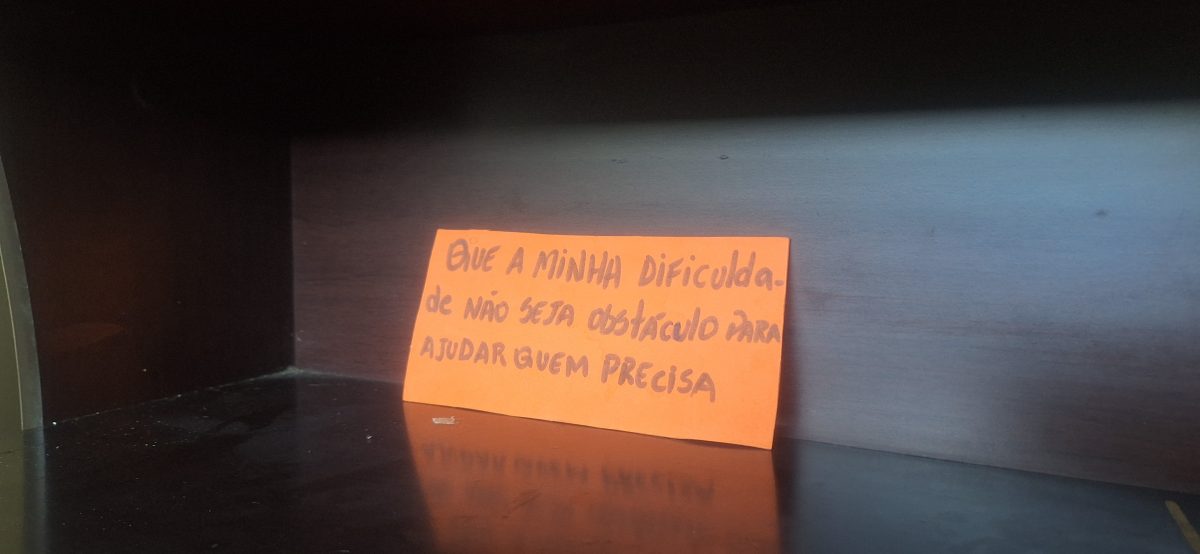 QUE A MINHA DIFICULDA-
DE NÃO SEJA OBSTÁCULO PARA
AJUDAR QUEM PRECISA